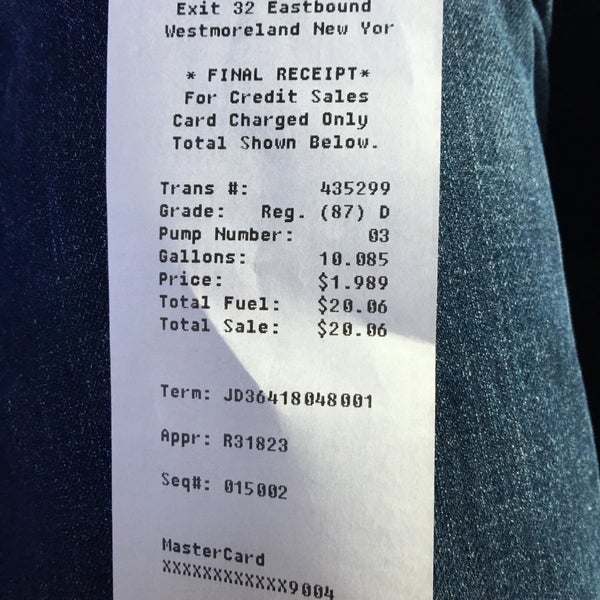 Exit 32 Eastbound
Westmoreland New Yor
* FINAL RECEIPT*
For Credit Sales
Card Charged Only
Total Shown Below.
Trans #: 435299
Grade: Reg. (87) D
Pump Number: 03
Gallons: 10.085
Price: $1.989
Total Fuel: $20.06
Total Sale: $20.06
Term: JD36418048001
Appr: R31823
Seq#: 015002
MasterCard
XXXXXXXXXXXX9004